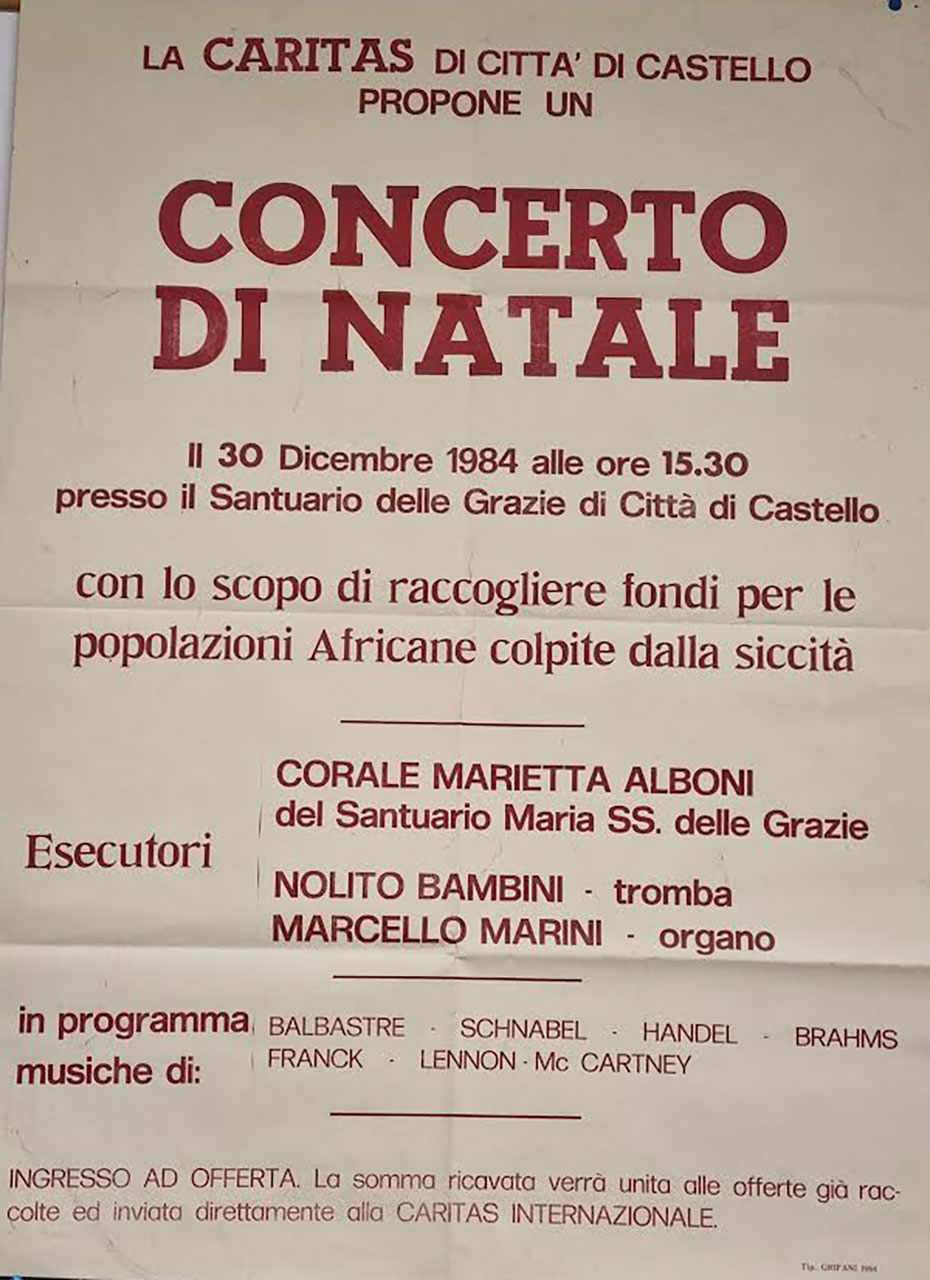 LA CARITAS DI CITTA' DI CASTELLO
PROPONE UN
CONCERTO
DI NATALE
Il 30 Dicembre 1984 alle ore 15.30
presso il Santuario delle Grazie di Città di Castello
con lo scopo di raccogliere fondi per le
popolazioni Africane colpite dalla siccità
Esecutori
CORALE MARIETTA ALBONI
del Santuario Maria SS. delle Grazie
NOLITO BAMBINI - tromba
MARCELLO MARINI - organo
in programma
musiche di:
BALBASTRE - SCHNABEL - HANDEL - BRAHMS
FRANCK - LENNON - Mc CARTNEY
INGRESSO AD OFFERTA. La somma ricavata verrà unita alle offerte già rac-
colte ed inviata direttamente alla CARITAS INTERNAZIONALE.
Tip. GRIFANI 1984